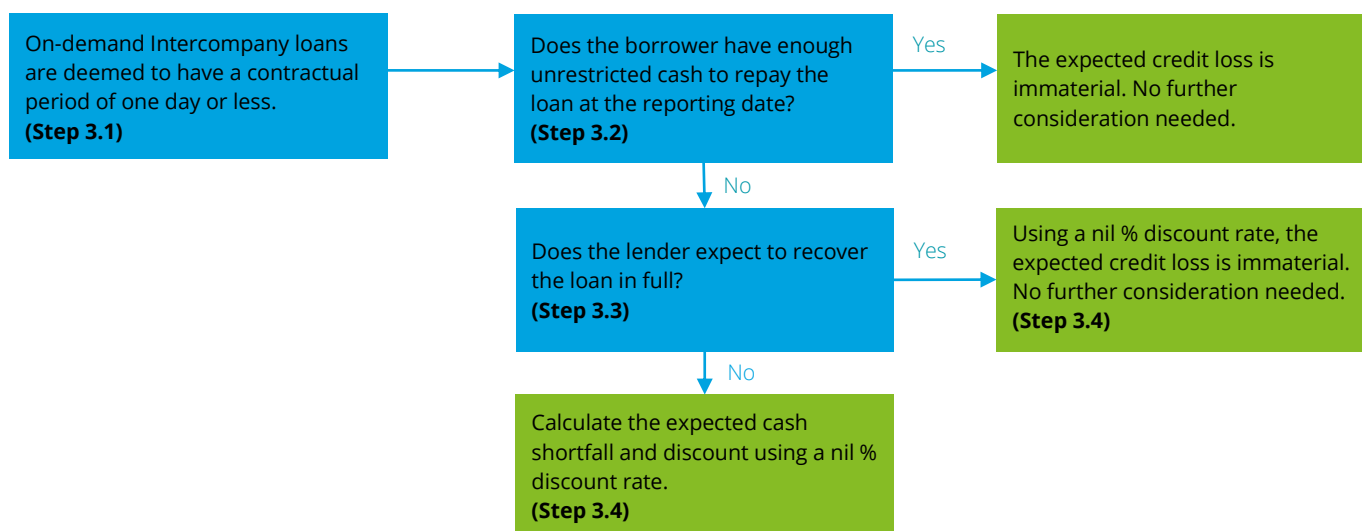 On-demand Intercompany loans
are deemed to have a contractual
period of one day or less.
(Step 3.1)
Does the borrower have enough
unrestricted cash to repay the
loan at the reporting date?
(Step 3.2)
Yes
The expected credit loss is
immaterial. No further
consideration needed.
No
Does the lender expect to recover
the loan in full?
(Step 3.3)
Yes
Using a nil % discount rate, the
expected credit loss is immaterial.
No further consideration needed.
(Step 3.4)
No
Calculate the expected cash
shortfall and discount using a nil %
discount rate.
(Step 3.4)